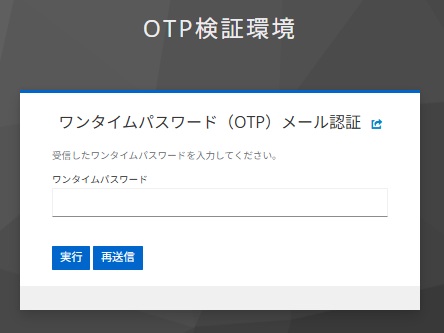 OTP検証環境
ワンタイムパスワード（OTP）メール認証
受信したワンタイムパスワードを入力してください。
ワンタイムパスワード
実行 再送信